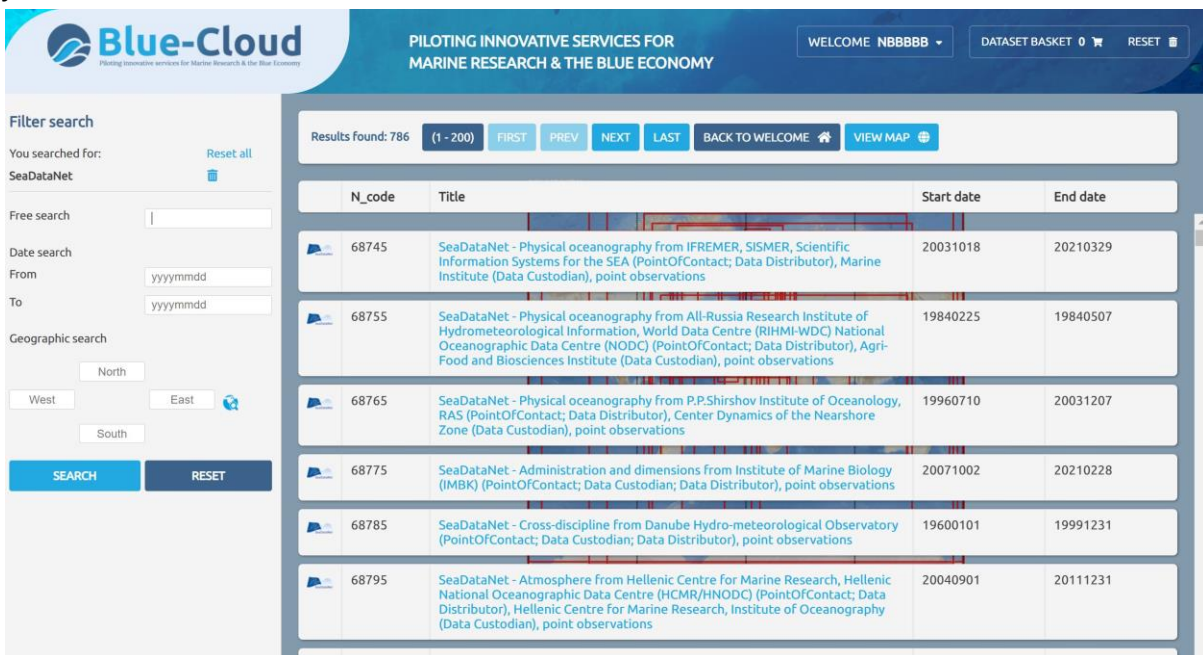 Blue-Cloud
Piloting innovative services for Marine Research & the Blue Economy
PILOTING INNOVATIVE SERVICES FOR
MARINE RESEARCH & THE BLUE ECONOMY
WELCOME NBBBBB
DATASET BASKET 0
RESET
Filter search
You searched for:
Reset all
SeaDataNet
Free search
Date search
From
yyyymmdd
To
yyyymmdd
Geographic search
North
West
East
South
SEARCH
RESET
Results found: 786
(1 - 200)
FIRST
PREV
NEXT
LAST
BACK TO WELCOME
VIEW MAP
N_code
Title
Start date
End date
68745
SeaDataNet - Physical oceanography from IFREMER, SISMER, Scientific
Information Systems for the SEA (PointOfContact; Data Distributor), Marine
Institute (Data Custodian), point observations
20031018
20210329
68755
SeaDataNet - Physical oceanography from All-Russia Research Institute of
Hydrometeorological Information, World Data Centre (RIHMI-WDC) National
Oceanographic Data Centre (NODC) (PointOfContact; Data Distributor), Agri-
Food and Biosciences Institute (Data Custodian), point observations
19840225
19840507
68765
SeaDataNet - Physical oceanography from P.P.Shirshov Institute of Oceanology,
RAS (PointOfContact; Data Distributor), Center Dynamics of the Nearshore
Zone (Data Custodian), point observations
19960710
20031207
68775
SeaDataNet - Administration and dimensions from Institute of Marine Biology
(IMBK) (PointOfContact; Data Custodian; Data Distributor), point observations
20071002
20210228
68785
SeaDataNet - Cross-discipline from Danube Hydro-meteorological Observatory
(PointOfContact; Data Custodian; Data Distributor), point observations
19600101
19991231
68795
SeaDataNet - Atmosphere from Hellenic Centre for Marine Research, Hellenic
National Oceanographic Data Centre (HCMR/HNODC) (PointOfContact; Data
Distributor), Hellenic Centre for Marine Research, Institute of Oceanography
(Data Custodian), point observations
20040901
20111231